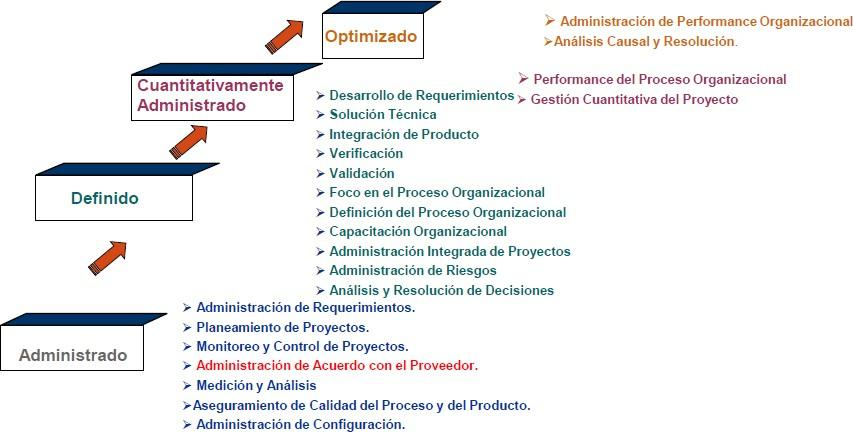 Optimizado
Administración de Performance Organizacional
Análisis Causal y Resolución.
Cuantitativamente
Administrado
Performance del Proceso Organizacional
Gestión Cuantitativa del Proyecto
Definido
Desarrollo de Requerimientos
Solución Técnica
Integración de Producto
Verificación
Validación
Foco en el Proceso Organizacional
Definición del Proceso Organizacional
Capacitación Organizacional
Administración Integrada de Proyectos
Administración de Riesgos
Análisis y Resolución de Decisiones
Administrado
Administración de Requerimientos.
Planeamiento de Proyectos.
Monitoreo y Control de Proyectos.
Administración de Acuerdo con el Proveedor.
Medición y Análisis
Aseguramiento de Calidad del Proceso y del Producto.
Administración de Configuración.